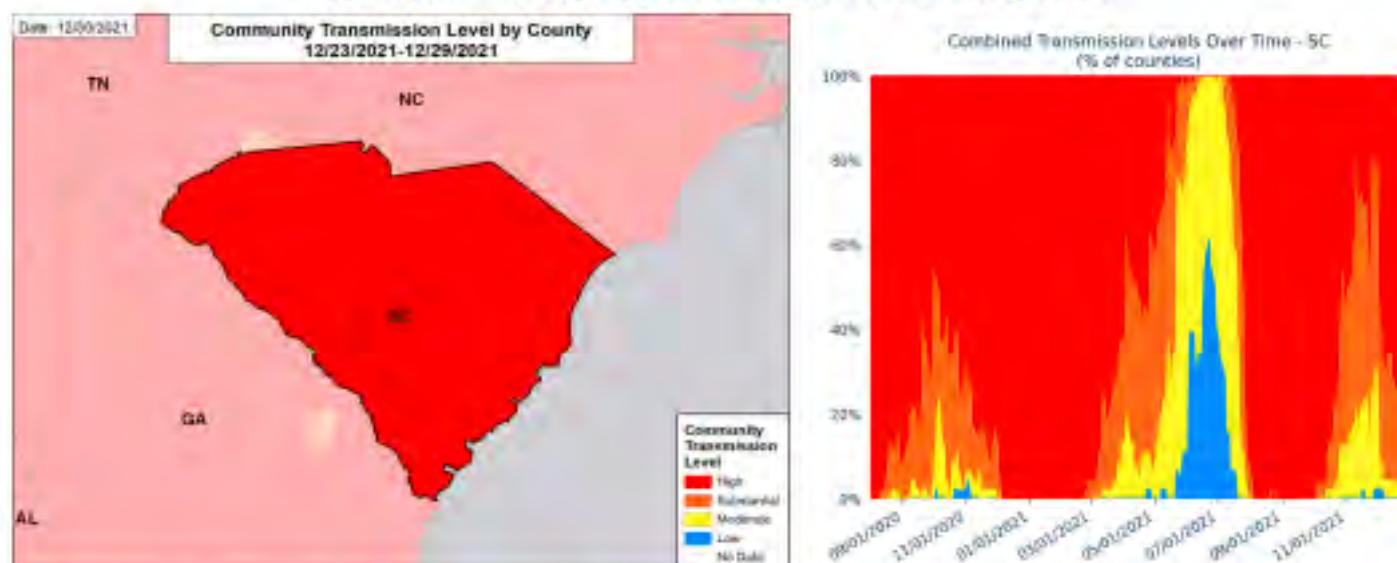 Date: 12/30/2021
Community Transmission Level by County
12/23/2021-12/29/2021
TN
NC
SC
GA
AL
Community
Transmission
Level
High
Substantial
Moderate
Low
No Data
Combined Transmission Levels Over Time - SC
(% of counties)
100%
80%
60%
40%
20%
0%
09/01/2020
11/01/2020
01/01/2021
03/01/2021
05/01/2021
07/01/2021
09/01/2021
11/01/2021